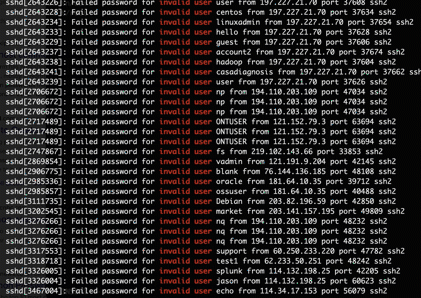 sshd[2643226]: Failed password for invalid user user from 197.227.21.70 port 37608 ssh2
sshd[2643228]: Failed password for invalid user centos from 197.227.21.70 port 37634 ssh2
sshd[2643234]: Failed password for invalid user linuxadmin from 197.227.21.70 port 37654 ssh2
sshd[2643233]: Failed password for invalid user hello from 197.227.21.70 port 37628 ssh2
sshd[2643229]: Failed password for invalid user guest from 197.227.21.70 port 37606 ssh2
sshd[2643237]: Failed password for invalid user account2 from 197.227.21.70 port 37674 ssh2
sshd[2643238]: Failed password for invalid user hadoop from 197.227.21.70 port 37604 ssh2
sshd[2643241]: Failed password for invalid user casadiagnosis from 197.227.21.70 port 37662 ssh2
sshd[2643239]: Failed password for invalid user user from 197.227.21.70 port 37626 ssh2
sshd[2706672]: Failed password for invalid user np from 194.110.203.109 port 47034 ssh2
sshd[2706672]: Failed password for invalid user np from 194.110.203.109 port 47034 ssh2
sshd[2706672]: Failed password for invalid user np from 194.110.203.109 port 47034 ssh2
sshd[2717489]: Failed password for invalid user ONTUSER from 121.152.79.3 port 63694 ssh2
sshd[2717489]: Failed password for invalid user ONTUSER from 121.152.79.3 port 63694 ssh2
sshd[2717489]: Failed password for invalid user ONTUSER from 121.152.79.3 port 63694 ssh2
sshd[2747867]: Failed password for invalid user fs from 219.102.143.66 port 33853 ssh2
sshd[2869854]: Failed password for invalid user vadmin from 121.191.9.204 port 42145 ssh2
sshd[2906775]: Failed password for invalid user blank from 76.144.136.185 port 48108 ssh2
sshd[2985336]: Failed password for invalid user oracle from 181.64.10.35 port 39712 ssh2
sshd[2985857]: Failed password for invalid user ossuser from 181.64.10.35 port 40488 ssh2
sshd[3111735]: Failed password for invalid user Debian from 203.82.196.59 port 42850 ssh2
sshd[3202545]: Failed password for invalid user market from 203.141.157.195 port 49809 ssh2
sshd[3276266]: Failed password for invalid user nq from 194.110.203.109 port 48232 ssh2
sshd[3276266]: Failed password for invalid user nq from 194.110.203.109 port 48232 ssh2
sshd[3276266]: Failed password for invalid user nq from 194.110.203.109 port 48232 ssh2
sshd[3317553]: Failed password for invalid user support from 60.250.233.220 port 47782 ssh2
sshd[3318718]: Failed password for invalid user test1 from 62.233.50.251 port 48242 ssh2
sshd[3326005]: Failed password for invalid user splunk from 114.132.198.25 port 42205 ssh2
sshd[3326004]: Failed password for invalid user jason from 114.132.198.25 port 60623 ssh2
sshd[3467004]: Failed password for invalid user echo from 114.34.17.153 port 56079 ssh2